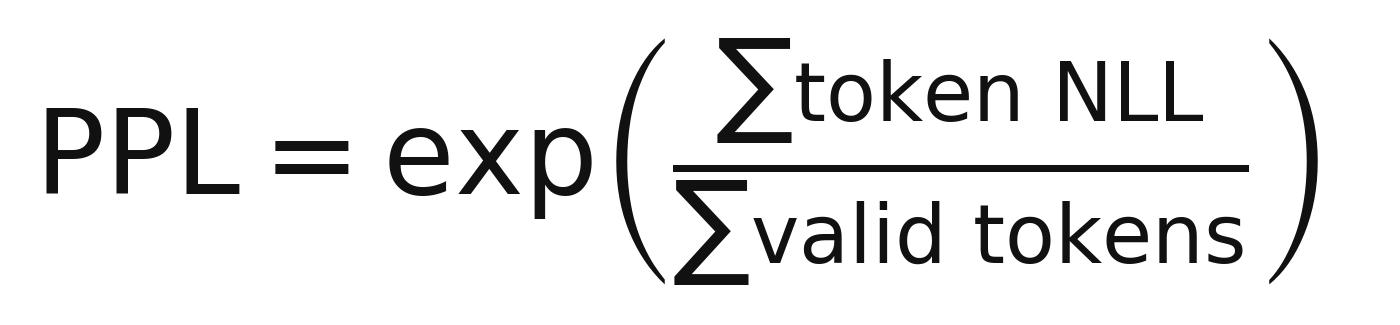 PPL = exp(∑token NLL / ∑valid tokens)